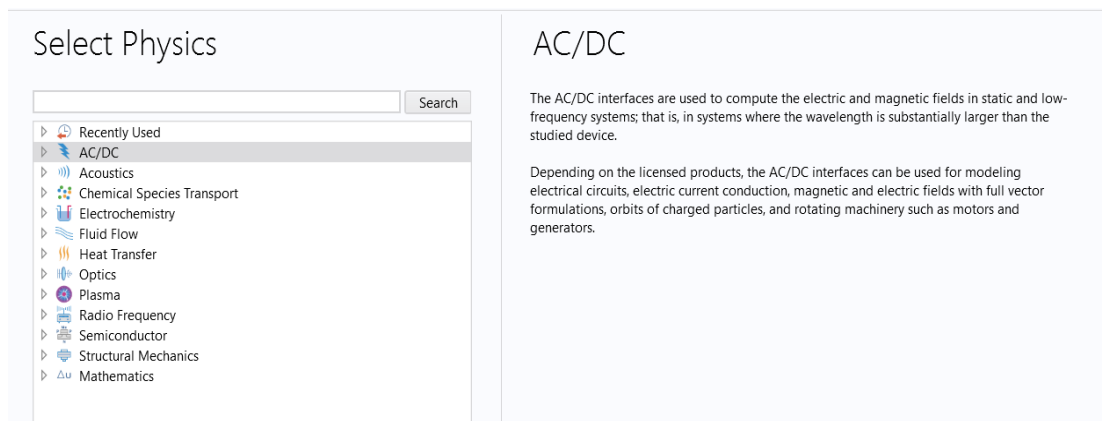 Select Physics
Search
Recently Used
AC/DC
Acoustics
Chemical Species Transport
Electrochemistry
Fluid Flow
Heat Transfer
Optics
Plasma
Radio Frequency
Semiconductor
Structural Mechanics
Δu Mathematics
AC/DC
The AC/DC interfaces are used to compute the electric and magnetic fields in static and low-
frequency systems; that is, in systems where the wavelength is substantially larger than the
studied device.
Depending on the licensed products, the AC/DC interfaces can be used for modeling
electrical circuits, electric current conduction, magnetic and electric fields with full vector
formulations, orbits of charged particles, and rotating machinery such as motors and
generators.